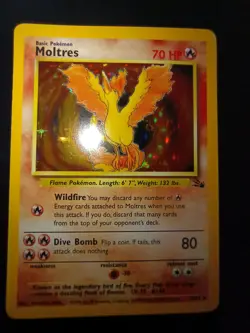 Basic Pokémon
Moltres
70 HP
Flame Pokémon. Length: 6' 7", Weight: 132 lbs.
Wildfire You may discard any number of
Energy cards attached to Moltres when you
use this attack. If you do, discard that many cards
from the top of your opponent's deck.
Dive Bomb Flip a coin. If tails, this
attack does nothing.
80
weakness
resistance
retreat cost